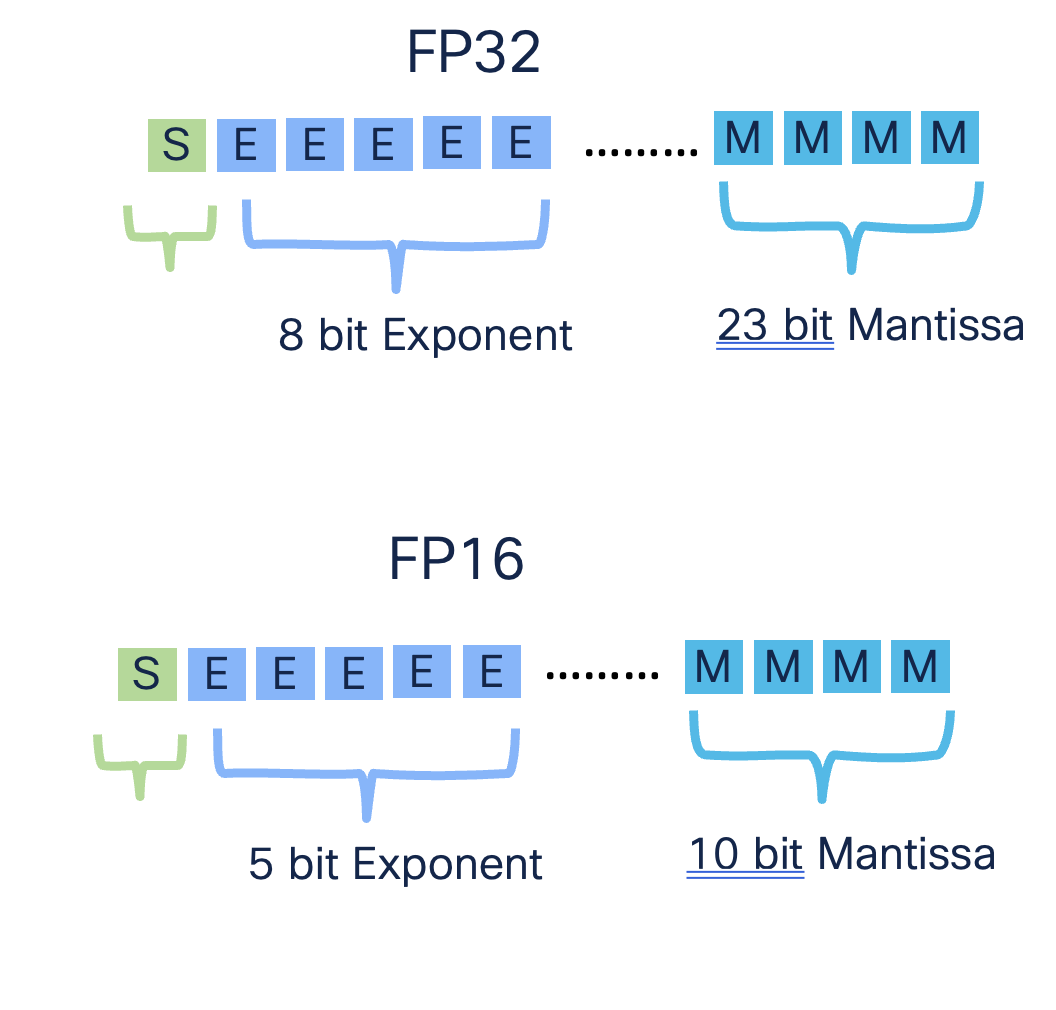 FP32
S E E E E E ......... M M M M
8 bit Exponent 23 bit Mantissa
FP16
S E E E E E ......... M M M M
5 bit Exponent 10 bit Mantissa